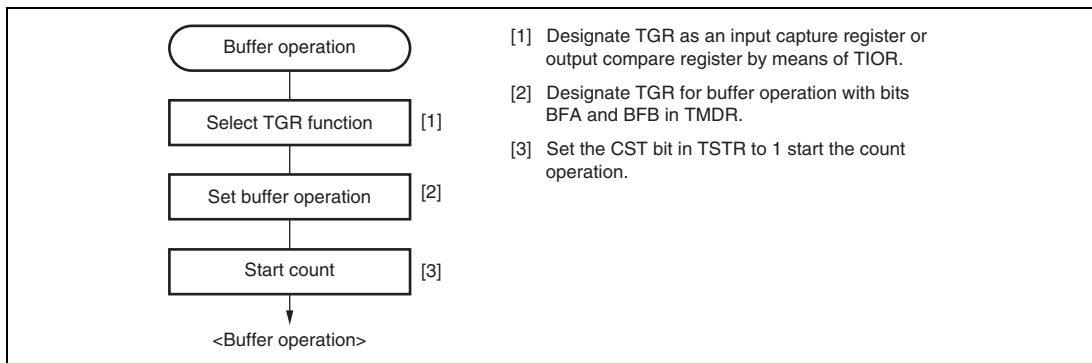 Buffer operation
Select TGR function [1]
Set buffer operation [2]
Start count [3]
<Buffer operation>
[1] Designate TGR as an input capture register or
output compare register by means of TIOR.
[2] Designate TGR for buffer operation with bits
BFA and BFB in TMDR.
[3] Set the CST bit in TSTR to 1 start the count
operation.